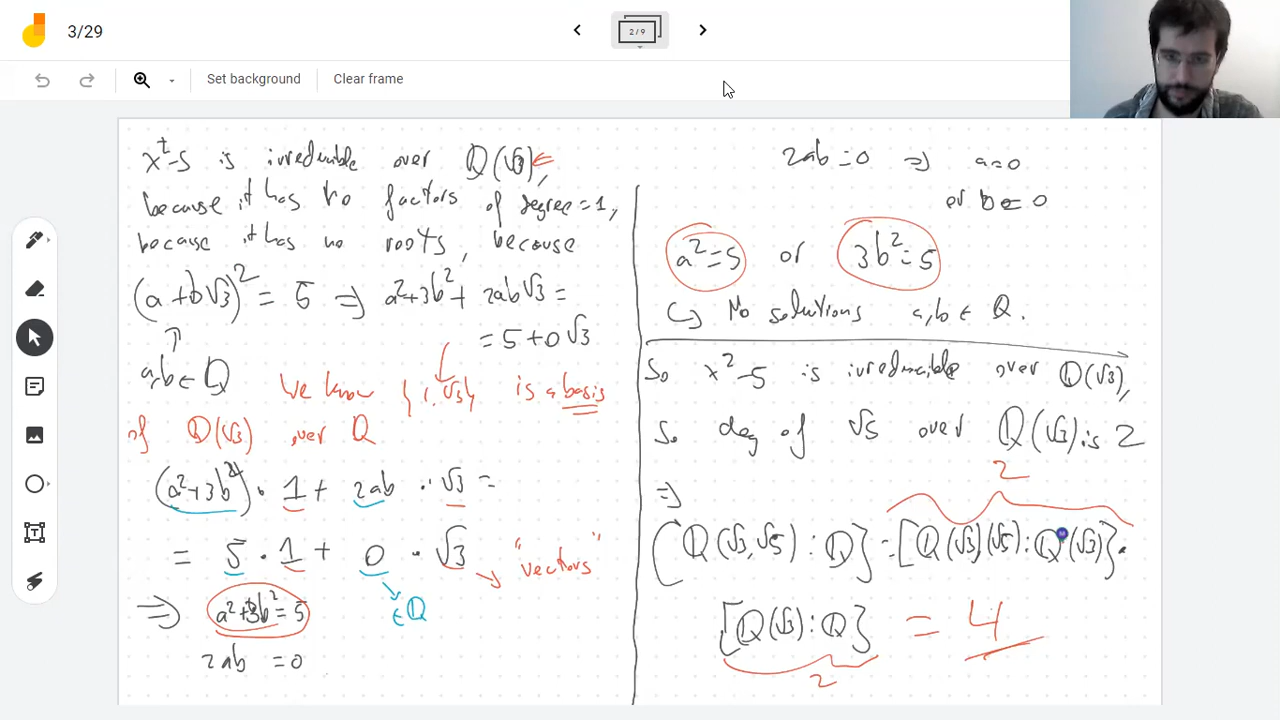 3/29
2/9
Set background
Clear frame
x²-5 is irreducible over Q(√3),
because it has no factors of degree=1,
because it has no roots, because
(a+b√3)² = 5 => a²+3b²+2ab√3=
= 5+0√3
↑
a,b ∈ Q
We know {1,√3} is a basis
of Q(√3) over Q
(a²+3b²)·1+2ab·√3=
= 5·1+0·√3
"vectors"
∈Q
=> a²+3b²=5
2ab=0
2ab=0 => a=0
or b=0
a²=5 or 3b²=5
↳ No solutions a,b ∈ Q.
So x²-5 is irreducible over Q(√3),
So deg of √5 over Q(√3) is 2
=>
2
[Q(√3,√5):Q]=[Q(√3)(√5):Q(√3)]·
[Q(√3):Q] = 4
2